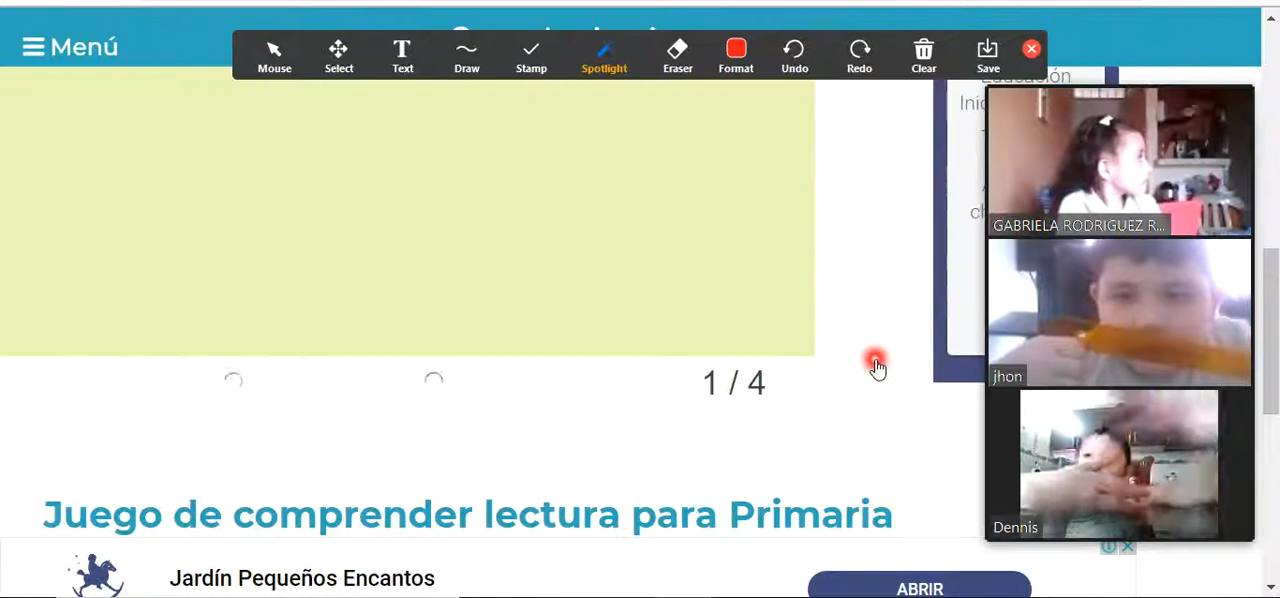 Menú
Mouse Select Text Draw Stamp Spotlight Eraser Format Undo Redo Clear Save
Educación
GABRIELA RODRIGUEZ R...
jhon
1 / 4
Dennis
Juego de comprender lectura para Primaria
Jardín Pequeños Encantos
ABRIR